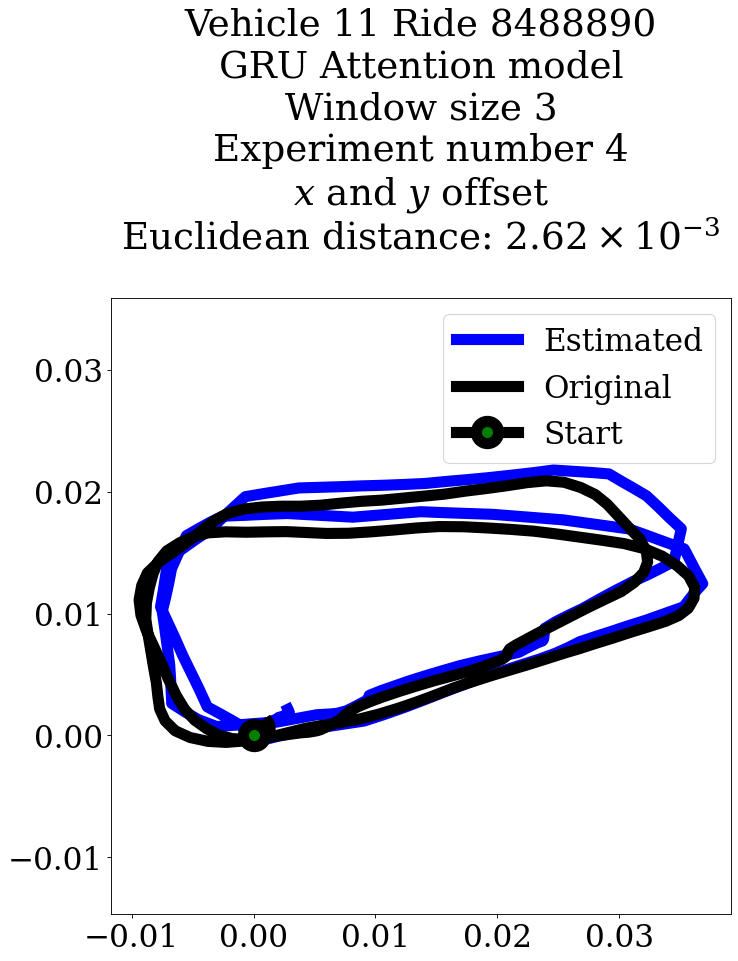 Vehicle 11 Ride 8488890
GRU Attention model
Window size 3
Experiment number 4
x and y offset
Euclidean distance: 2.62 × 10⁻³
Estimated
Original
Start
0.03
0.02
0.01
0.00
−0.01
−0.01 0.00 0.01 0.02 0.03